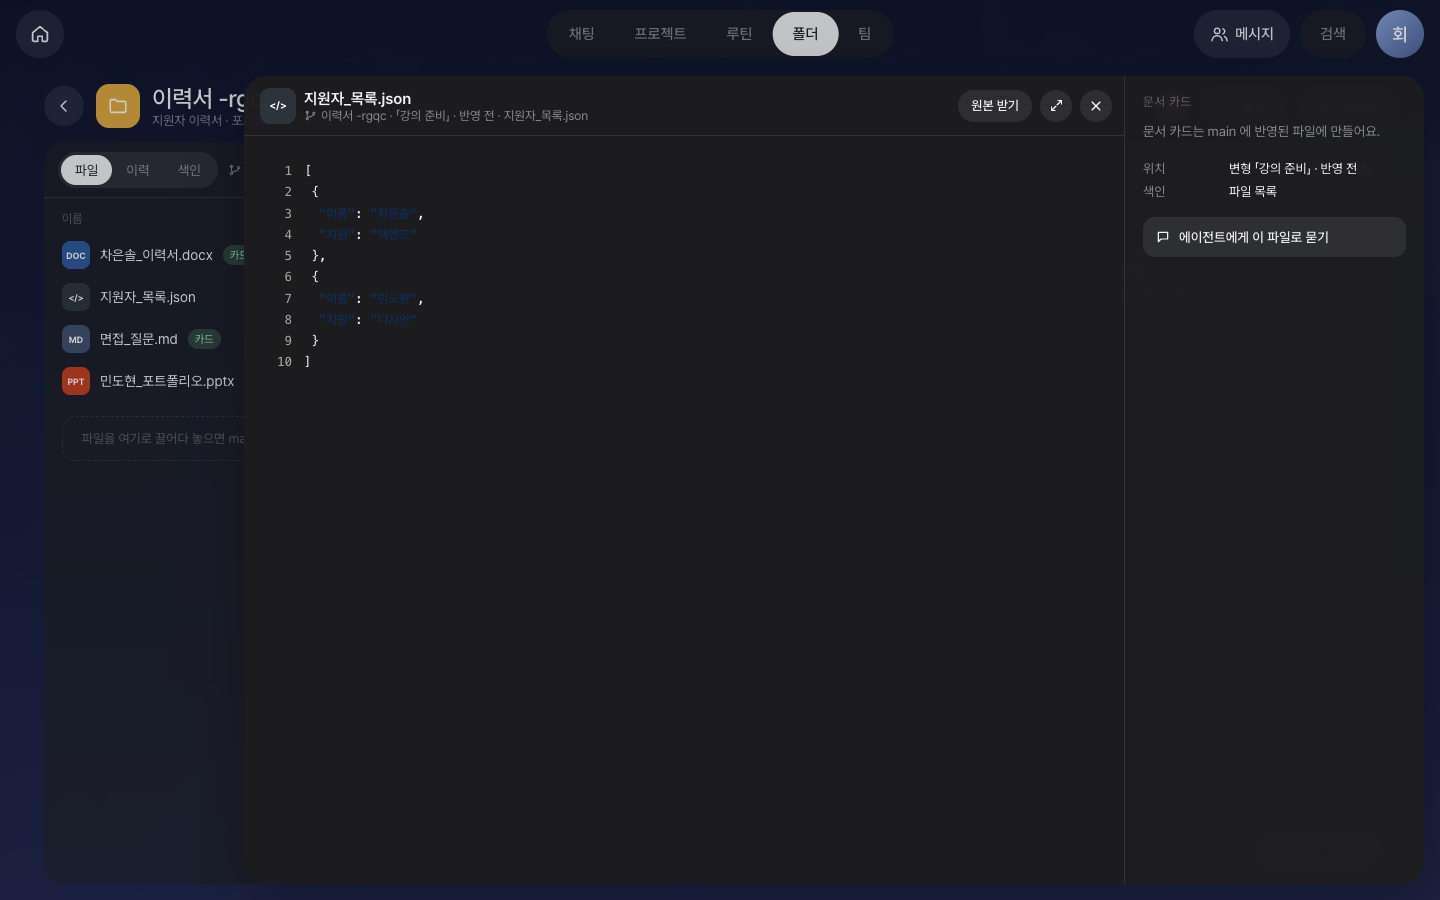 채팅
프로젝트
루틴
폴더
팀
메시지
검색
회
이력서 -rg
지원자 이력서 · 포
파일
이력
색인
이름
DOC 차은솔_이력서.docx 카드
</> 지원자_목록.json
MD 면접_질문.md 카드
PPT 민도현_포트폴리오.pptx
파일을 여기로 끌어다 놓으면 ma
</> 지원자_목록.json
이력서 -rgqc · 「강의 준비」 · 반영 전 · 지원자_목록.json
원본 받기
1 [
2 {
3 "이름": "차은솔",
4 "지원": "백엔드"
5 },
6 {
7 "이름": "민도현",
8 "지원": "디자인"
9 }
10 ]
문서 카드
문서 카드는 main 에 반영된 파일에 만들어요.
위치 변형 「강의 준비」 · 반영 전
색인 파일 목록
에이전트에게 이 파일로 묻기